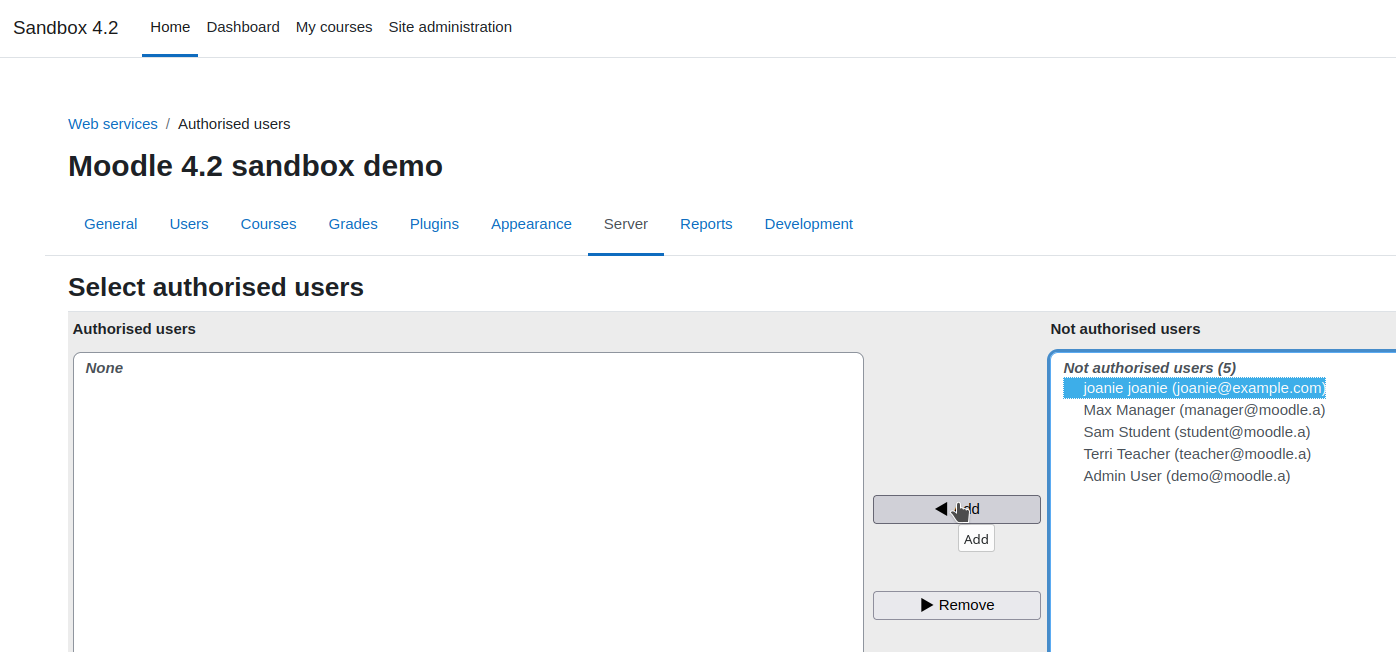 Sandbox 4.2 Home Dashboard My courses Site administration
Web services / Authorised users
Moodle 4.2 sandbox demo
General Users Courses Grades Plugins Appearance Server Reports Development
Select authorised users
Authorised users
None
Not authorised users
Not authorised users (5)
joanie joanie (joanie@example.com)
Max Manager (manager@moodle.a)
Sam Student (student@moodle.a)
Terri Teacher (teacher@moodle.a)
Admin User (demo@moodle.a)
◀ Add
Add
▶ Remove